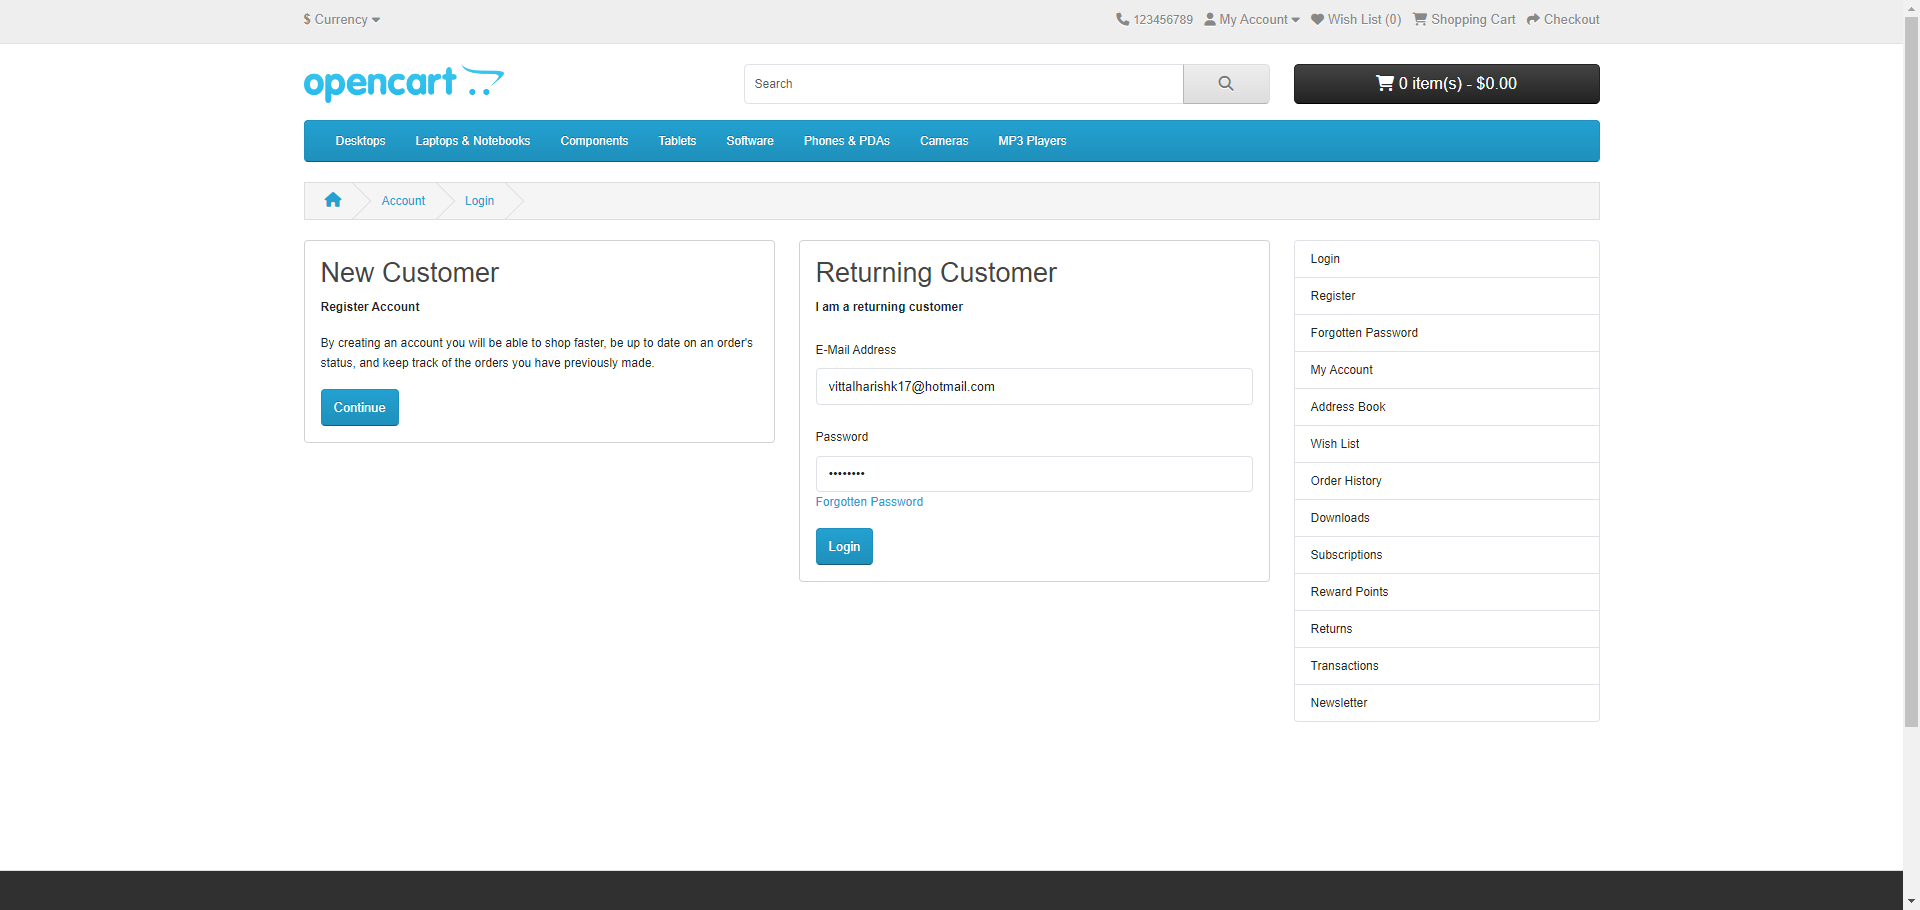 $ Currency
123456789 My Account Wish List (0) Shopping Cart Checkout
opencart
Search
0 item(s) - $0.00
Desktops Laptops & Notebooks Components Tablets Software Phones & PDAs Cameras MP3 Players
Account Login
New Customer
Register Account
By creating an account you will be able to shop faster, be up to date on an order's
status, and keep track of the orders you have previously made.
Continue
Returning Customer
I am a returning customer
E-Mail Address
vittalharishk17@hotmail.com
Password
••••••••
Forgotten Password
Login
Login
Register
Forgotten Password
My Account
Address Book
Wish List
Order History
Downloads
Subscriptions
Reward Points
Returns
Transactions
Newsletter